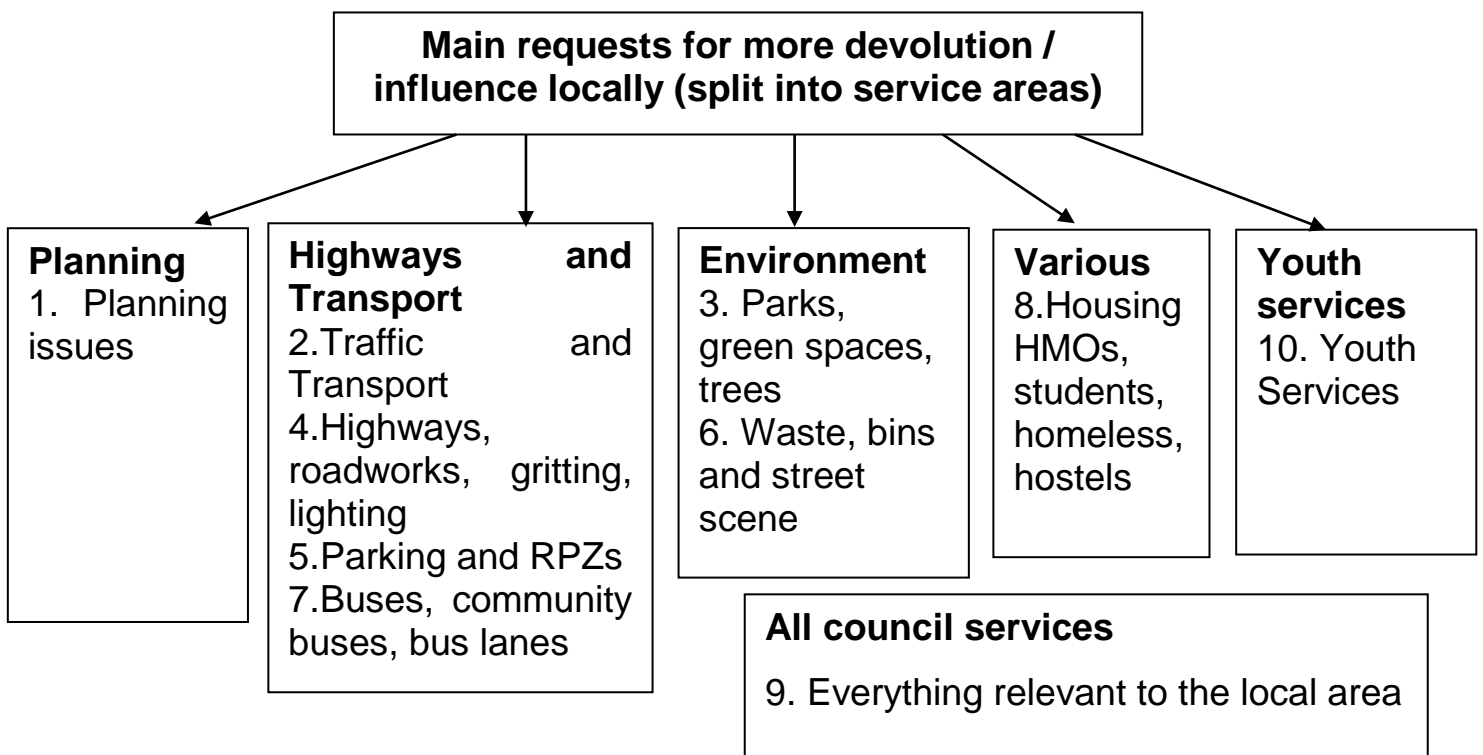 Main requests for more devolution /
influence locally (split into service areas)
Planning
1. Planning
issues
Highways and
Transport
2.Traffic and
Transport
4.Highways,
roadworks, gritting,
lighting
5.Parking and RPZs
7.Buses, community
buses, bus lanes
Environment
3. Parks,
green spaces,
trees
6. Waste, bins
and street
scene
Various
8.Housing
HMOs,
students,
homeless,
hostels
Youth
services
10. Youth
Services
All council services
9. Everything relevant to the local area